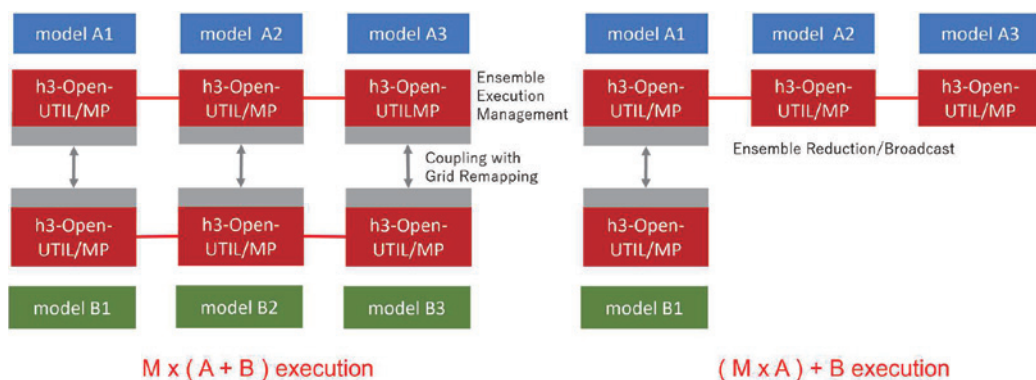 model A1
model A2
model A3
h3-Open-
UTIL/MP
h3-Open-
UTIL/MP
h3-Open-
UTILMP
Ensemble
Execution
Management
Coupling with
Grid Remapping
h3-Open-
UTIL/MP
h3-Open-
UTIL/MP
h3-Open-
UTIL/MP
model B1
model B2
model B3
M x ( A + B ) execution
model A1
model A2
model A3
h3-Open-
UTIL/MP
h3-Open-
UTIL/MP
h3-Open-
UTIL/MP
Ensemble Reduction/Broadcast
h3-Open-
UTIL/MP
model B1
( M x A ) + B execution